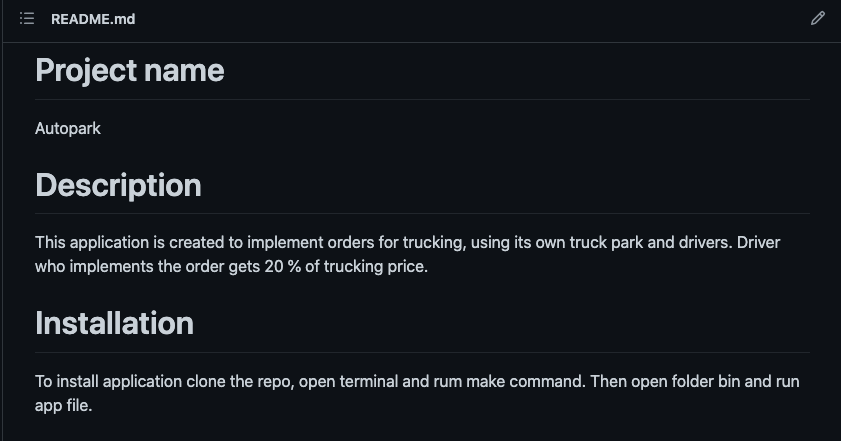 README.md
Project name
Autopark
Description
This application is created to implement orders for trucking, using its own truck park and drivers. Driver
who implements the order gets 20 % of trucking price.
Installation
To install application clone the repo, open terminal and rum make command. Then open folder bin and run
app file.